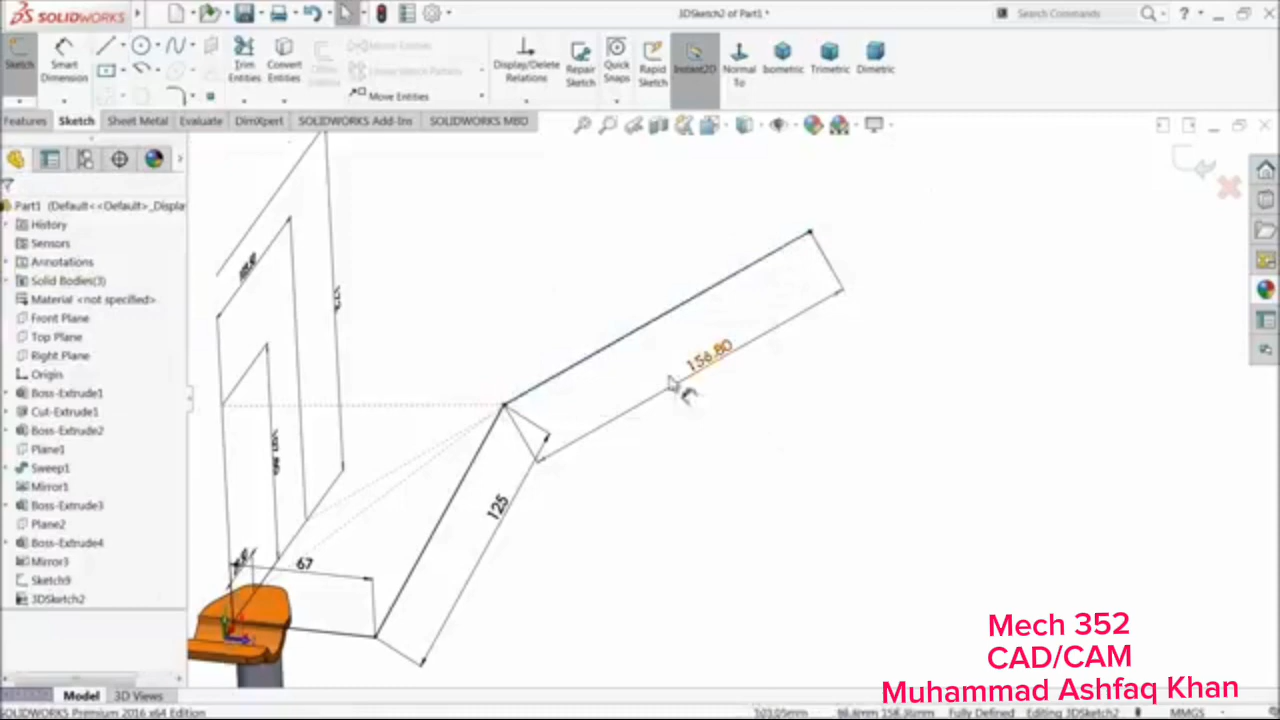 SOLIDWORKS
3DSketch2 of Part1 *
Search Commands
Sketch
Smart Dimension
Trim Entities
Convert Entities
Move Entities
Display/Delete Relations
Repair Sketch
Quick Snaps
Rapid Sketch
Instant2D
Normal To
Isometric
Trimetric
Dimetric
Features
Sketch
Sheet Metal
Evaluate
DimXpert
SOLIDWORKS Add-Ins
SOLIDWORKS MBD
Part1 (Default<<Default>_Displa
History
Sensors
Annotations
Solid Bodies(3)
Material <not specified>
Front Plane
Top Plane
Right Plane
Origin
Boss-Extrude1
Cut-Extrude1
Boss-Extrude2
Plane1
Sweep1
Mirror1
Boss-Extrude3
Plane2
Boss-Extrude4
Mirror3
Sketch9
3DSketch2
156.80
125
67
Mech 352
CAD/CAM
Muhammad Ashfaq Khan
Model
3D Views
SOLIDWORKS Premium 2016 x64 Edition
Fully Defined
Editing 3DSketch2
MMGS